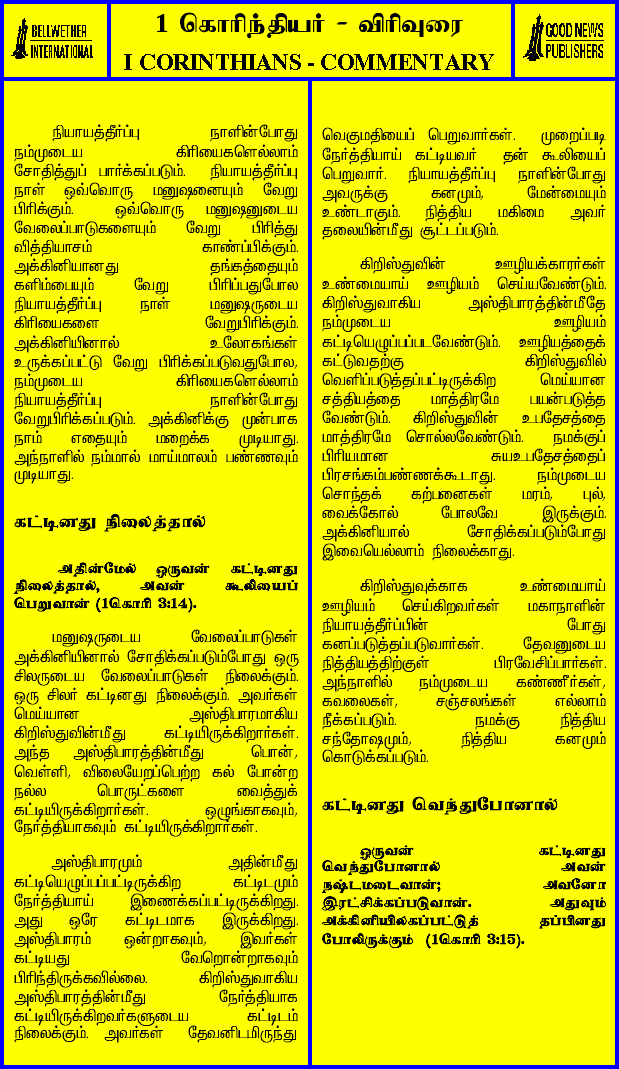 BELLWETHER
INTERNATIONAL
1 கொரிந்தியர் - விரிவுரை
I CORINTHIANS - COMMENTARY
GOOD NEWS
PUBLISHERS
நியாயத்தீர்ப்பு நாளின்போது
நம்முடைய கிரியைகளெல்லாம்
சோதித்துப் பார்க்கப்படும். நியாயத்தீர்ப்பு
நாள் ஒவ்வொரு மனுஷனையும் வேறு
பிரிக்கும். ஒவ்வொரு மனுஷனுடைய
வேலைப்பாடுகளையும் வேறு பிரித்து
வித்தியாசம் காண்ப்பிக்கும்.
அக்கினியானது தங்கத்தையும்
களிம்பையும் வேறு பிரிப்பதுபோல
நியாயத்தீர்ப்பு நாள் மனுஷருடைய
கிரியைகளை வேறுபிரிக்கும்.
அக்கினியினால் உலோகங்கள்
உருக்கப்பட்டு வேறு பிரிக்கப்படுவதுபோல,
நம்முடைய கிரியைகளெல்லாம்
நியாயத்தீர்ப்பு நாளின்போது
வேறுபிரிக்கப்படும். அக்கினிக்கு முன்பாக
நாம் எதையும் மறைக்க முடியாது.
அந்நாளில் நம்மால் மாய்மாலம் பண்ணவும்
முடியாது.
கட்டினது நிலைத்தால்
அதின்மேல் ஒருவன் கட்டினது
நிலைத்தால், அவன் கூலியைப்
பெறுவான் (1கொரி 3:14).
மனுஷருடைய வேலைப்பாடுகள்
அக்கினியினால் சோதிக்கப்படும்போது ஒரு
சிலருடைய வேலைப்பாடுகள் நிலைக்கும்.
ஒரு சிலர் கட்டினது நிலைக்கும். அவர்கள்
மெய்யான அஸ்திபாரமாகிய
கிறிஸ்துவின்மீது கட்டியிருக்கிறார்கள்.
அந்த அஸ்திபாரத்தின்மீது பொன்,
வெள்ளி, விலையேறப்பெற்ற கல் போன்ற
நல்ல பொருட்களை வைத்துக்
கட்டியிருக்கிறார்கள். ஒழுங்காகவும்,
நேர்த்தியாகவும் கட்டியிருக்கிறார்கள்.
அஸ்திபாரமும் அதின்மீது
கட்டியெழுப்பப்பட்டிருக்கிற கட்டிடமும்
நேர்த்தியாய் இணைக்கப்பட்டிருக்கிறது.
அது ஒரே கட்டிடமாக இருக்கிறது.
அஸ்திபாரம் ஒன்றாகவும், இவர்கள்
கட்டியது வேறொன்றாகவும்
பிரிந்திருக்கவில்லை. கிறிஸ்துவாகிய
அஸ்திபாரத்தின்மீது நேர்த்தியாக
கட்டியிருக்கிறவர்களுடைய கட்டிடம்
நிலைக்கும். அவர்கள் தேவனிடமிருந்து
வெகுமதியைப் பெறுவார்கள். முறைப்படி
நேர்த்தியாய் கட்டியவர் தன் கூலியைப்
பெறுவார். நியாயத்தீர்ப்பு நாளின்போது
அவருக்கு கனமும், மேன்மையும்
உண்டாகும். நித்திய மகிமை அவர்
தலையின்மீது சூட்டப்படும்.
கிறிஸ்துவின் ஊழியக்காரர்கள்
உண்மையாய் ஊழியம் செய்யவேண்டும்.
கிறிஸ்துவாகிய அஸ்திபாரத்தின்மீதே
நம்முடைய ஊழியம்
கட்டியெழுப்பப்படவேண்டும். ஊழியத்தைக்
கட்டுவதற்கு கிறிஸ்துவில்
வெளிப்படுத்தப்பட்டிருக்கிற மெய்யான
சத்தியத்தை மாத்திரமே பயன்படுத்த
வேண்டும். கிறிஸ்துவின் உபதேசத்தை
மாத்திரமே சொல்லவேண்டும். நமக்குப்
பிரியமான சுயஉபதேசத்தைப்
பிரசங்கம்பண்ணக்கூடாது. நம்முடைய
சொந்தக் கற்பனைகள் மரம், புல்,
வைக்கோல் போலவே இருக்கும்.
அக்கினியால் சோதிக்கப்படும்போது
இவையெல்லாம் நிலைக்காது.
கிறிஸ்துவுக்காக உண்மையாய்
ஊழியம் செய்கிறவர்கள் மகாநாளின்
நியாயத்தீர்ப்பின் போது
கனப்படுத்தப்படுவார்கள். தேவனுடைய
நித்தியத்திற்குள் பிரவேசிப்பார்கள்.
அந்நாளில் நம்முடைய கண்ணீர்கள்,
கவலைகள், சஞ்சலங்கள் எல்லாம்
நீக்கப்படும். நமக்கு நித்திய
சந்தோஷமும், நித்திய கனமும்
கொடுக்கப்படும்.
கட்டினது வெந்துபோனால்
ஒருவன் கட்டினது
வெந்துபோனால் அவன்
நஷ்டமடைவான்; அவனோ
இரட்சிக்கப்படுவான். அதுவும்
அக்கினியிலகப்பட்டுத் தப்பினது
போலிருக்கும் (1கொரி 3:15).